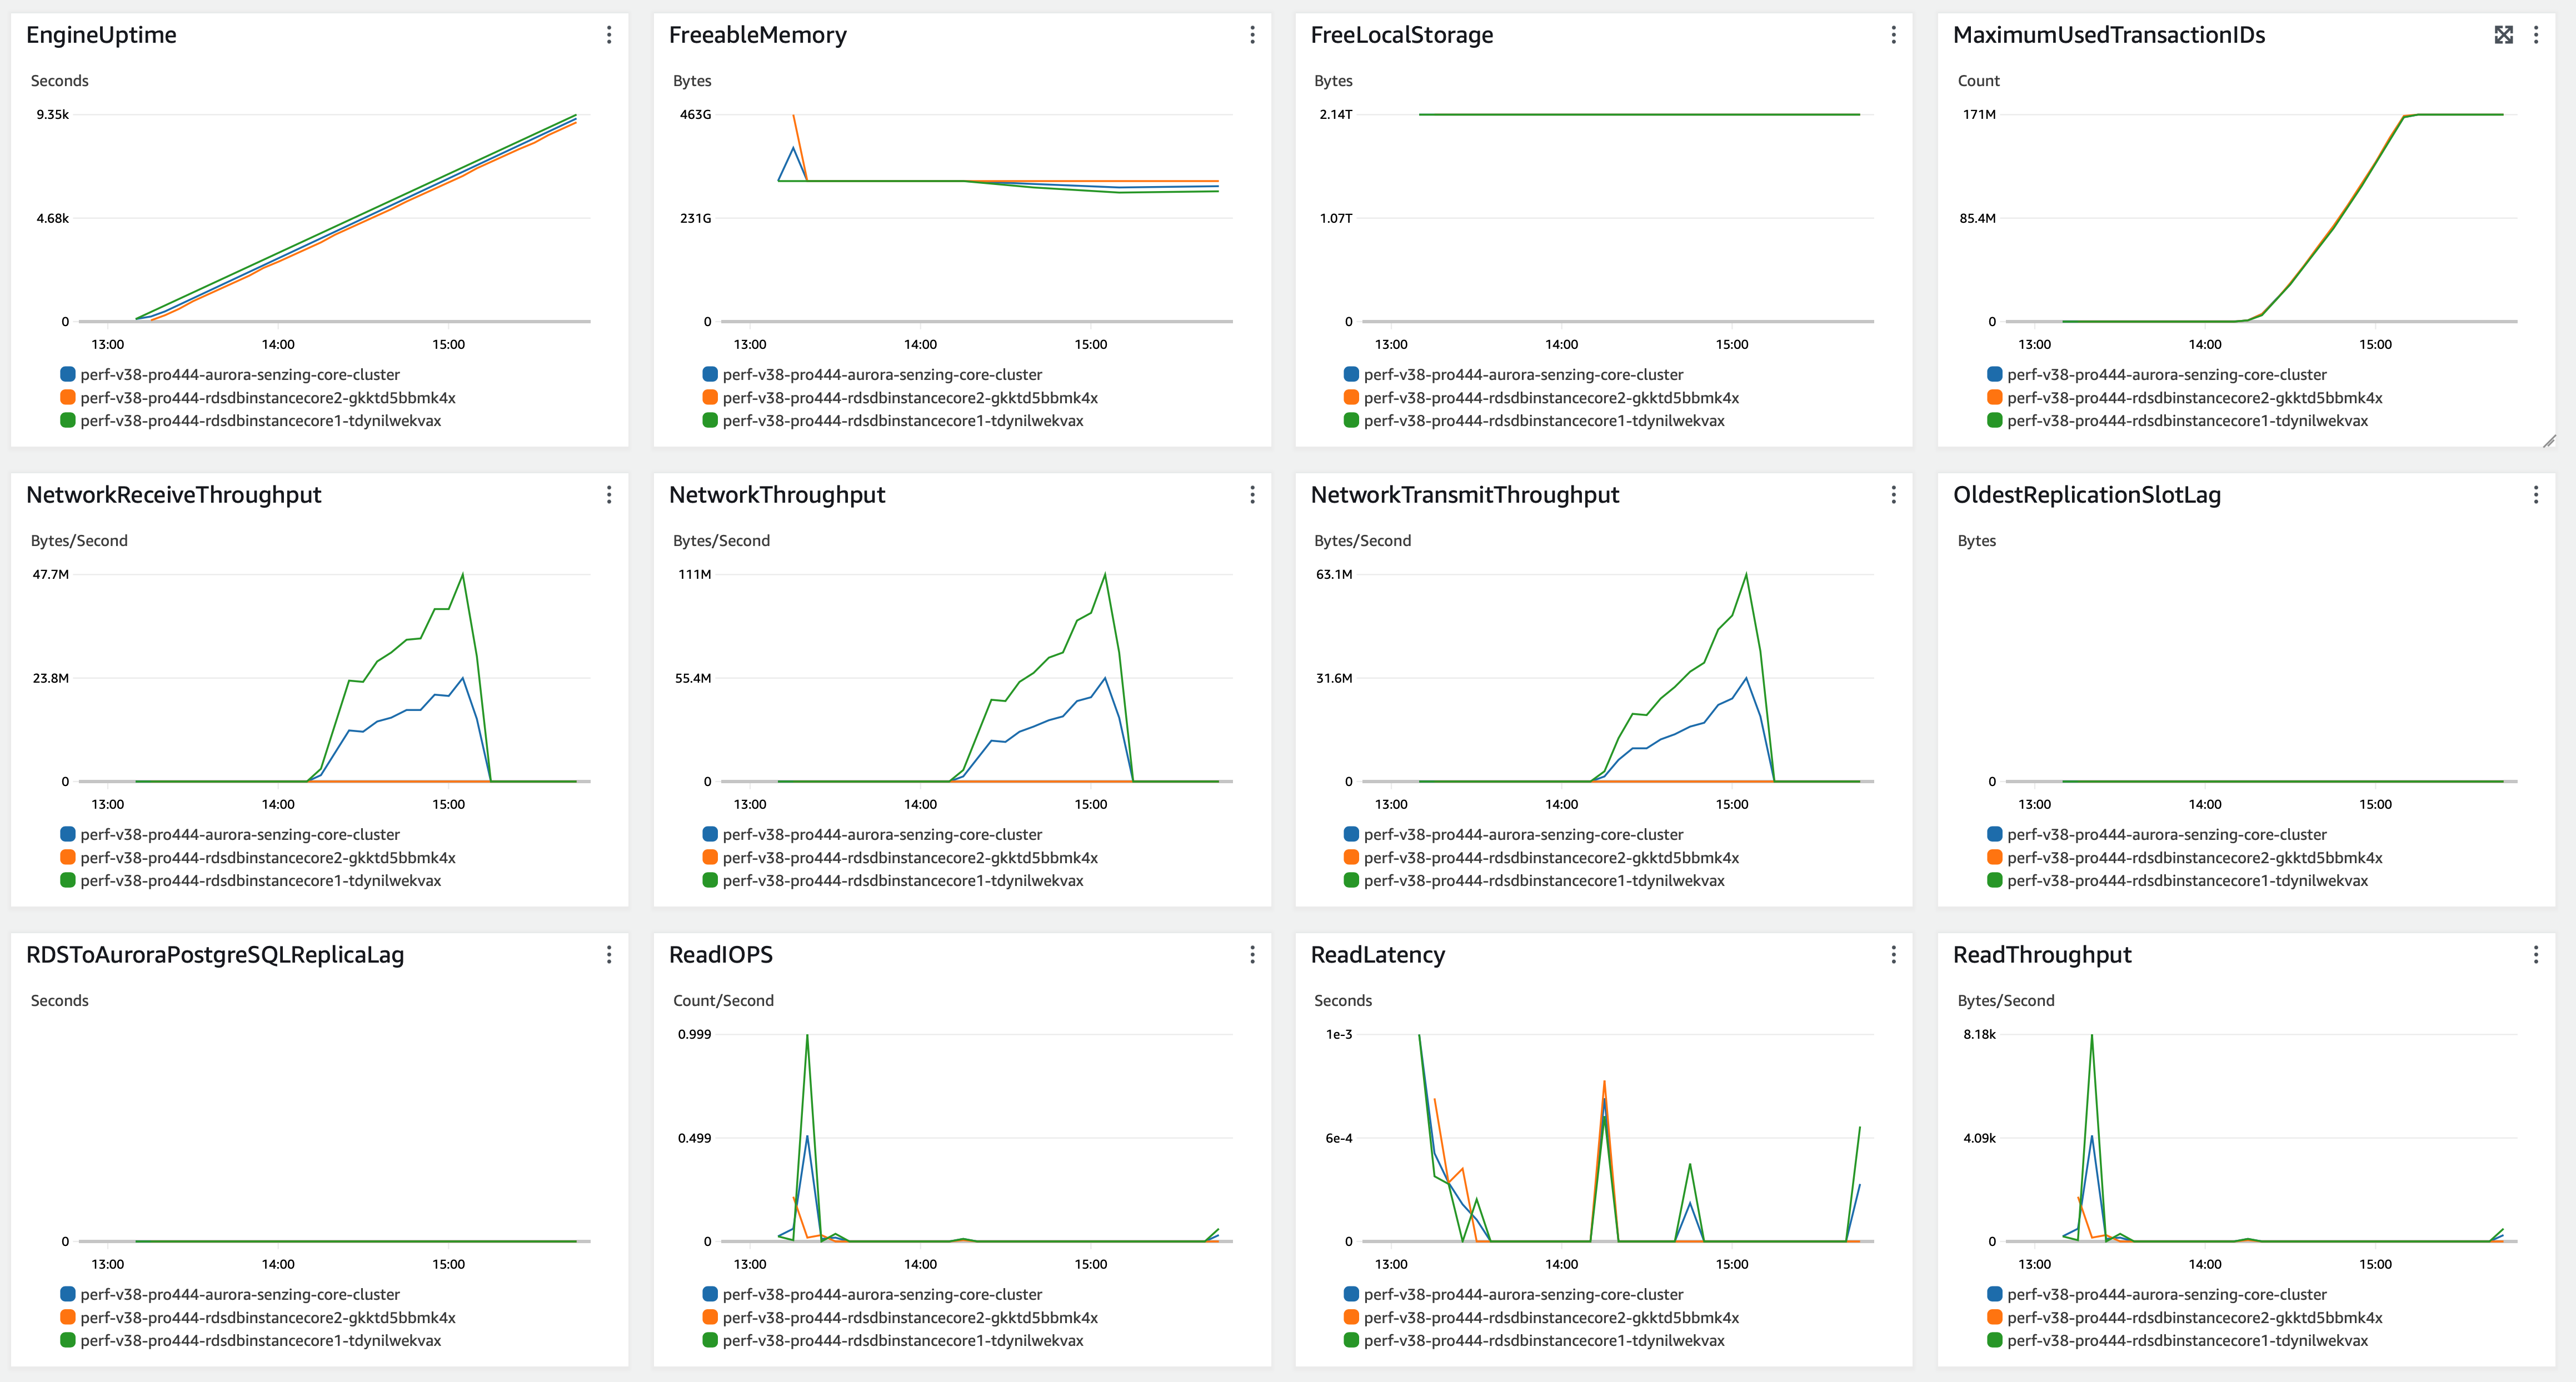 EngineUptime
Seconds
9.35k
4.68k
0
13:00 14:00 15:00
perf-v38-pro444-aurora-senzing-core-cluster
perf-v38-pro444-rdsdbinstancecore2-gkktd5bbmk4x
perf-v38-pro444-rdsdbinstancecore1-tdynilwekvax
FreeableMemory
Bytes
463G
231G
0
13:00 14:00 15:00
perf-v38-pro444-aurora-senzing-core-cluster
perf-v38-pro444-rdsdbinstancecore2-gkktd5bbmk4x
perf-v38-pro444-rdsdbinstancecore1-tdynilwekvax
FreeLocalStorage
Bytes
2.14T
1.07T
0
13:00 14:00 15:00
perf-v38-pro444-aurora-senzing-core-cluster
perf-v38-pro444-rdsdbinstancecore2-gkktd5bbmk4x
perf-v38-pro444-rdsdbinstancecore1-tdynilwekvax
MaximumUsedTransactionIDs
Count
171M
85.4M
0
13:00 14:00 15:00
perf-v38-pro444-aurora-senzing-core-cluster
perf-v38-pro444-rdsdbinstancecore2-gkktd5bbmk4x
perf-v38-pro444-rdsdbinstancecore1-tdynilwekvax
NetworkReceiveThroughput
Bytes/Second
47.7M
23.8M
0
13:00 14:00 15:00
perf-v38-pro444-aurora-senzing-core-cluster
perf-v38-pro444-rdsdbinstancecore2-gkktd5bbmk4x
perf-v38-pro444-rdsdbinstancecore1-tdynilwekvax
NetworkThroughput
Bytes/Second
111M
55.4M
0
13:00 14:00 15:00
perf-v38-pro444-aurora-senzing-core-cluster
perf-v38-pro444-rdsdbinstancecore2-gkktd5bbmk4x
perf-v38-pro444-rdsdbinstancecore1-tdynilwekvax
NetworkTransmitThroughput
Bytes/Second
63.1M
31.6M
0
13:00 14:00 15:00
perf-v38-pro444-aurora-senzing-core-cluster
perf-v38-pro444-rdsdbinstancecore2-gkktd5bbmk4x
perf-v38-pro444-rdsdbinstancecore1-tdynilwekvax
OldestReplicationSlotLag
Bytes
0
13:00 14:00 15:00
perf-v38-pro444-aurora-senzing-core-cluster
perf-v38-pro444-rdsdbinstancecore2-gkktd5bbmk4x
perf-v38-pro444-rdsdbinstancecore1-tdynilwekvax
RDSToAuroraPostgreSQLReplicaLag
Seconds
0
13:00 14:00 15:00
perf-v38-pro444-aurora-senzing-core-cluster
perf-v38-pro444-rdsdbinstancecore2-gkktd5bbmk4x
perf-v38-pro444-rdsdbinstancecore1-tdynilwekvax
ReadIOPS
Count/Second
0.999
0.499
0
13:00 14:00 15:00
perf-v38-pro444-aurora-senzing-core-cluster
perf-v38-pro444-rdsdbinstancecore2-gkktd5bbmk4x
perf-v38-pro444-rdsdbinstancecore1-tdynilwekvax
ReadLatency
Seconds
1e-3
6e-4
0
13:00 14:00 15:00
perf-v38-pro444-aurora-senzing-core-cluster
perf-v38-pro444-rdsdbinstancecore2-gkktd5bbmk4x
perf-v38-pro444-rdsdbinstancecore1-tdynilwekvax
ReadThroughput
Bytes/Second
8.18k
4.09k
0
13:00 14:00 15:00
perf-v38-pro444-aurora-senzing-core-cluster
perf-v38-pro444-rdsdbinstancecore2-gkktd5bbmk4x
perf-v38-pro444-rdsdbinstancecore1-tdynilwekvax